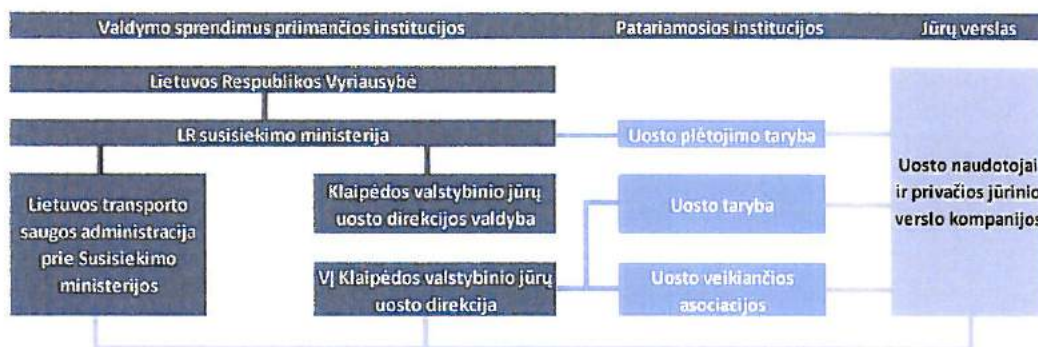 Valdymo sprendimus priimančios institucijos
Patariamosios institucijos
Jūrų verslas
Lietuvos Respublikos Vyriausybė
LR susisiekimo ministerija
Uosto plėtojimo taryba
Lietuvos transporto
saugos administracija
prie Susisiekimo
ministerijos
Klaipėdos valstybinio jūrų
uosto direkcijos valdyba
Uosto taryba
VĮ Klaipėdos valstybinio jūrų
uosto direkcija
Uosto veikiančios
asociacijos
Uosto naudotojai
ir privačios jūrinio
verslo kompanijos